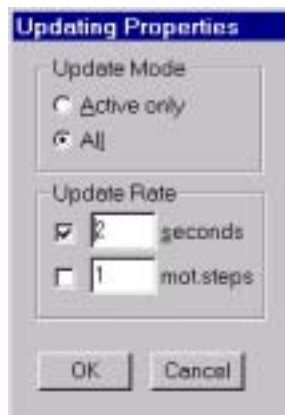 Updating Properties
Update Mode
Active only
All
Update Rate
2 seconds
1 mot.steps
OK Cancel